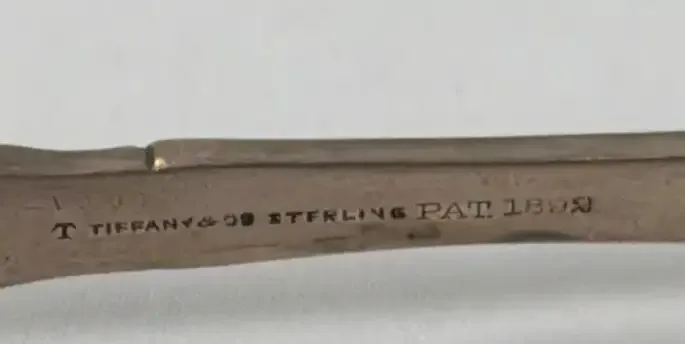 T TIFFANY & CO STERLING PAT.